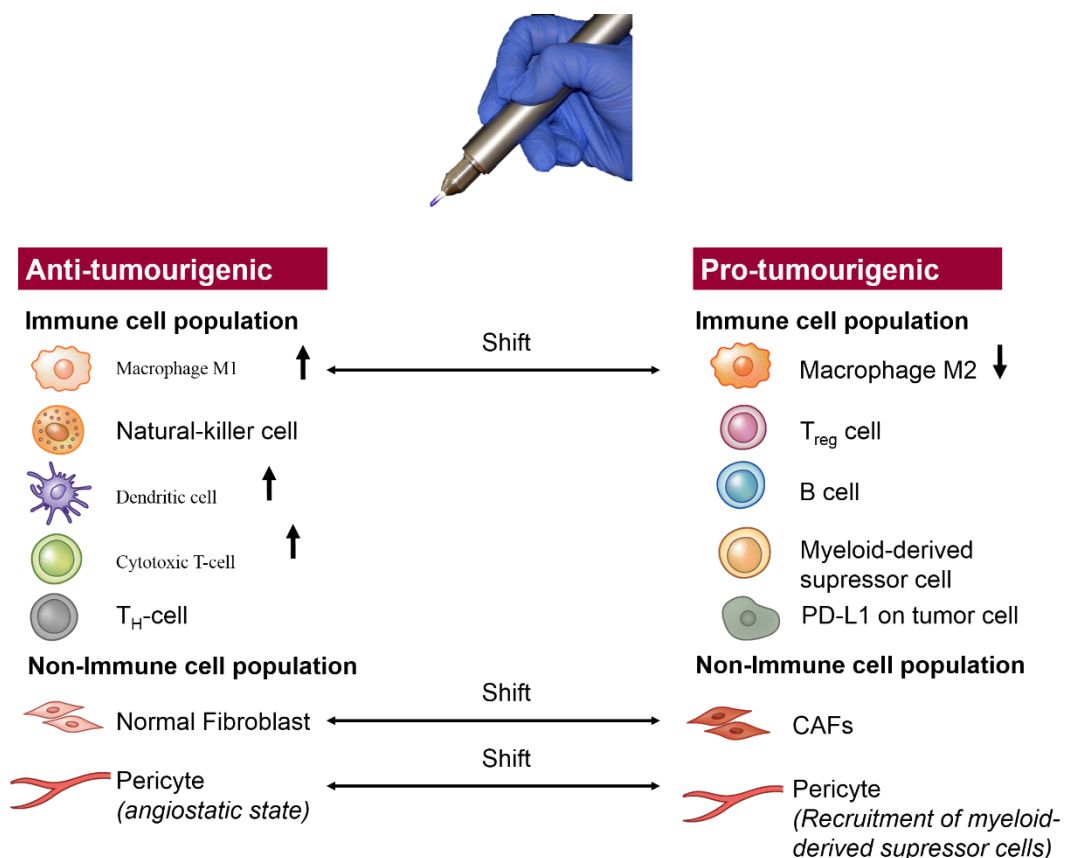 Anti-tumourigenic
Pro-tumourigenic
Immune cell population
Immune cell population
Shift
Macrophage M1
Macrophage M2
Natural-killer cell
Treg cell
Dendritic cell
B cell
Cytotoxic T-cell
Myeloid-derived
supressor cell
TH-cell
PD-L1 on tumor cell
Non-Immune cell population
Non-Immune cell population
Shift
Normal Fibroblast
CAFs
Shift
Pericyte
(angiostatic state)
Pericyte
(Recruitment of myeloid-
derived supressor cells)